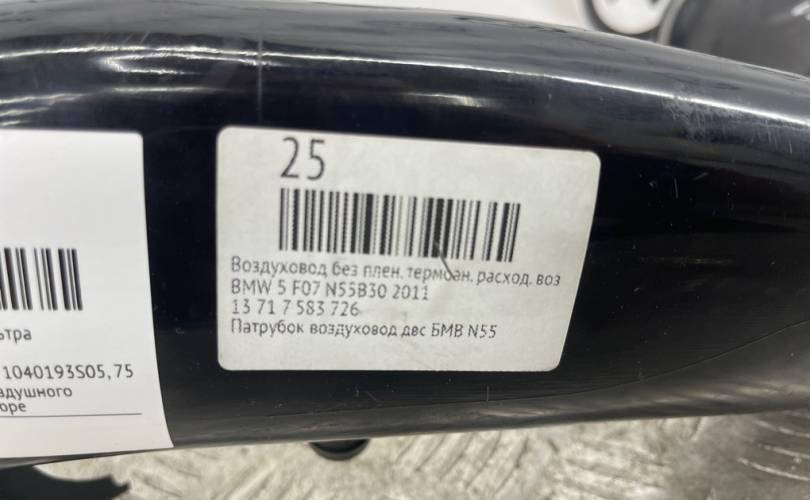 25
Воздуховод без плен. термоан. расход. воз
BMW 5 F07 N55B30 2011
13 71 7 583 726
Патрубок воздуховод двс БМВ N55
ьтра
1040193S05,75
здушного
оре